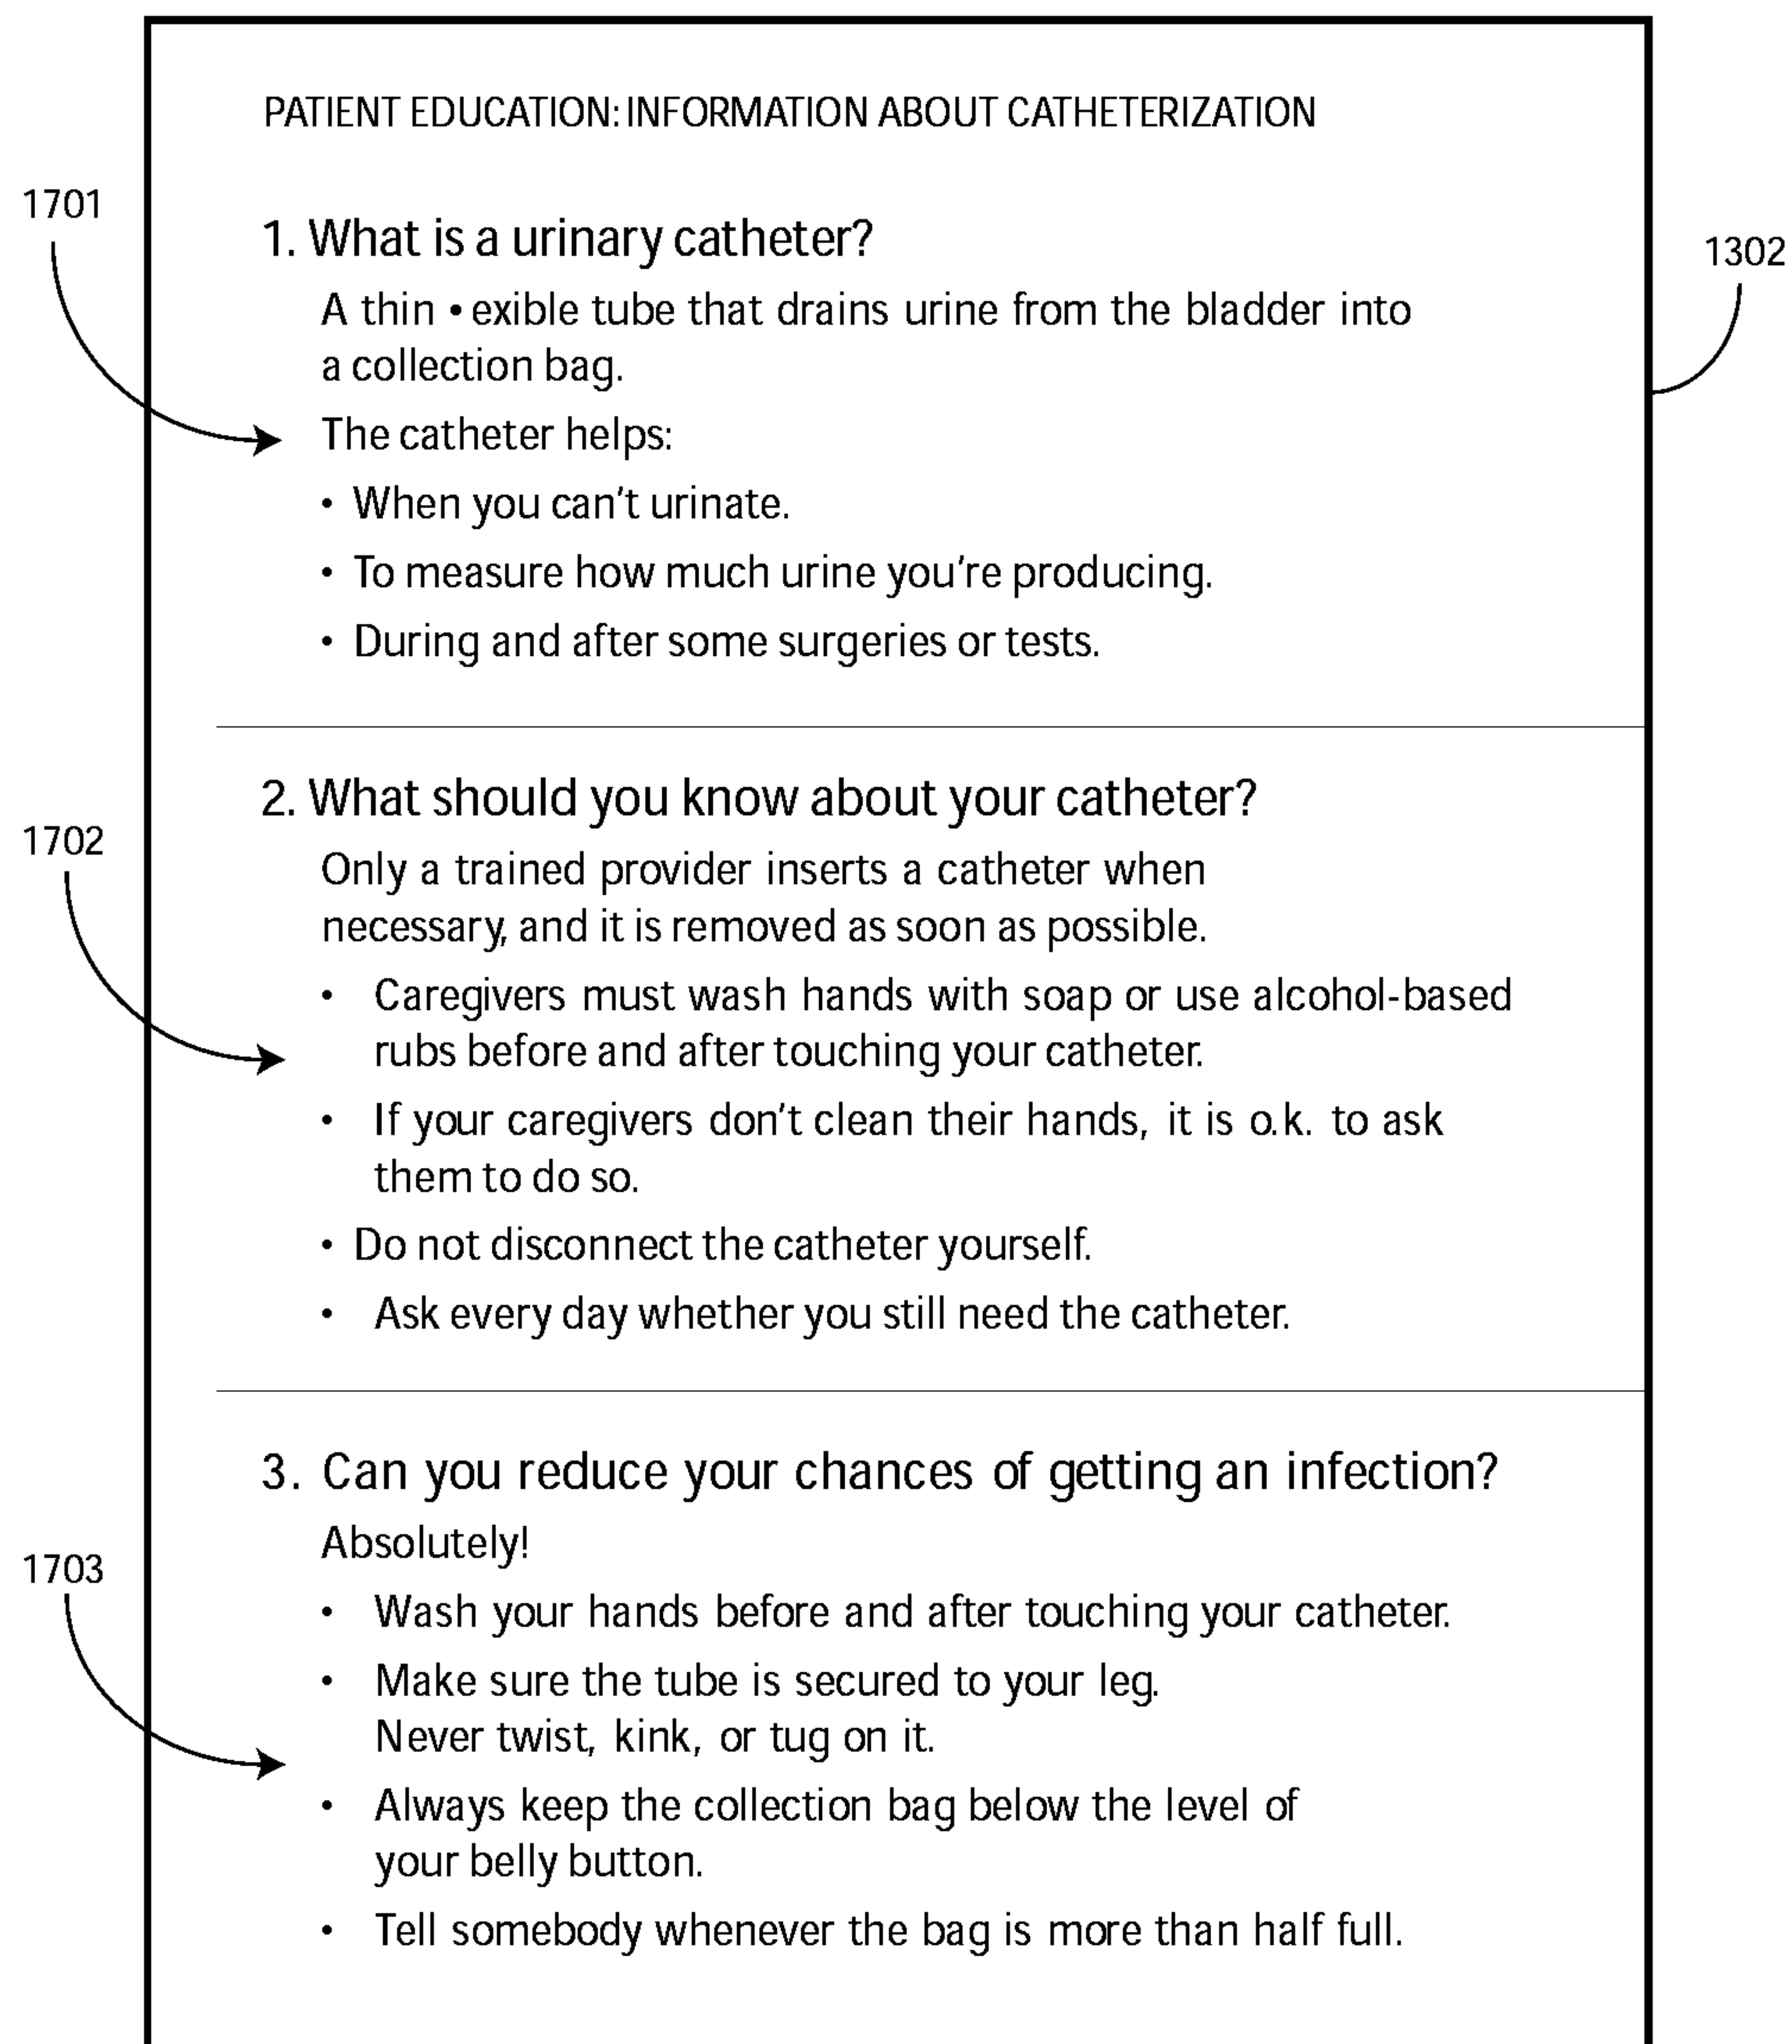 PATIENT EDUCATION: INFORMATION ABOUT CATHETERIZATION
1701
1. What is a urinary catheter?
1302
A thin • exible tube that drains urine from the bladder into
a collection bag.
The catheter helps:
• When you can't urinate.
• To measure how much urine you're producing.
• During and after some surgeries or tests.
2. What should you know about your catheter?
1702
Only a trained provider inserts a catheter when
necessary, and it is removed as soon as possible.
• Caregivers must wash hands with soap or use alcohol-based
rubs before and after touching your catheter.
• If your caregivers don't clean their hands, it is o.k. to ask
them to do so.
• Do not disconnect the catheter yourself.
• Ask every day whether you still need the catheter.
3. Can you reduce your chances of getting an infection?
Absolutely!
1703
• Wash your hands before and after touching your catheter.
• Make sure the tube is secured to your leg.
Never twist, kink, or tug on it.
• Always keep the collection bag below the level of
your belly button.
• Tell somebody whenever the bag is more than half full.